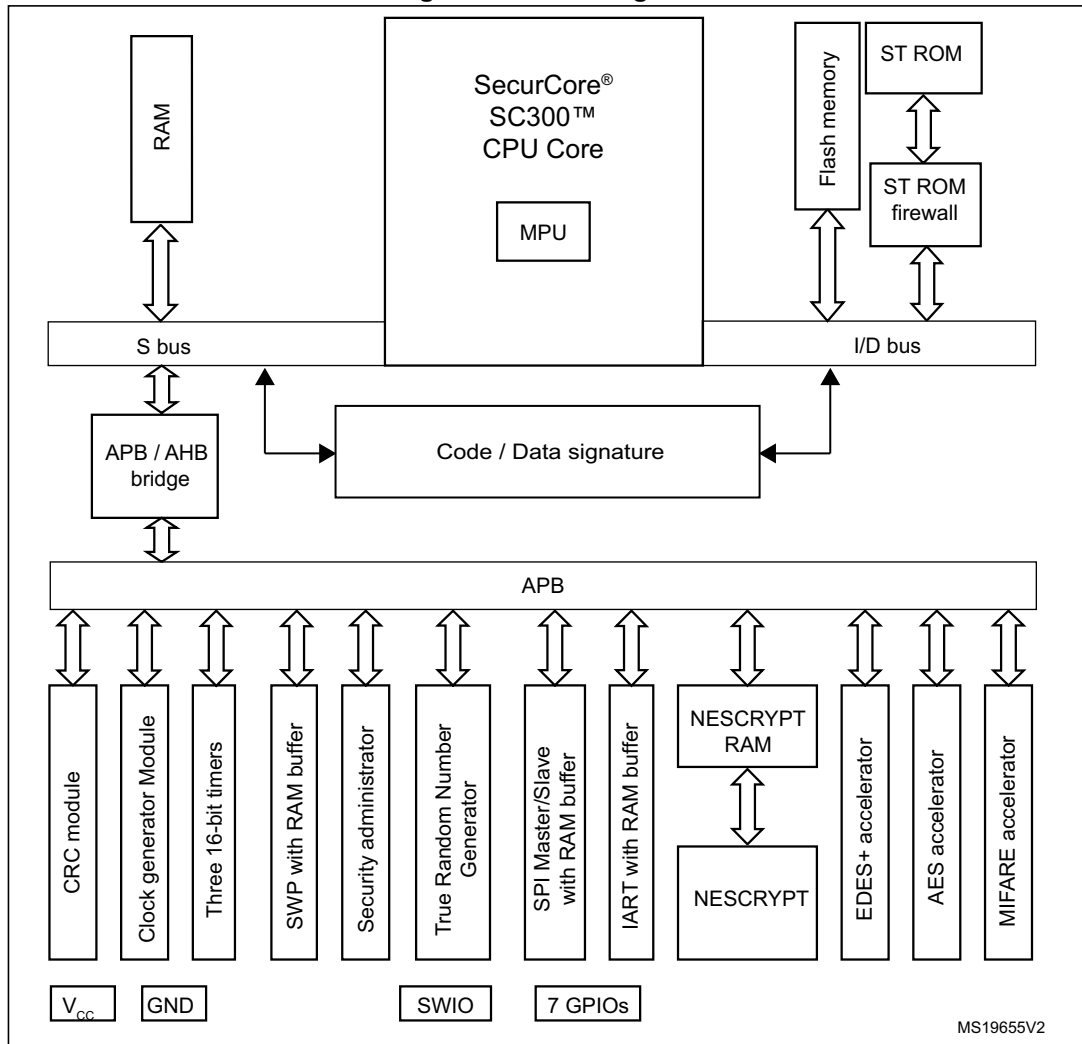 RAM
SecurCore®
SC300™
CPU Core
MPU
Flash memory
ST ROM
ST ROM
firewall
S bus
I/D bus
APB / AHB
bridge
Code / Data signature
APB
CRC module
Clock generator Module
Three 16-bit timers
SWP with RAM buffer
Security administrator
True Random Number
Generator
SPI Master/Slave
with RAM buffer
IART with RAM buffer
NESCRYPT
RAM
NESCRYPT
EDES+ accelerator
AES accelerator
MIFARE accelerator
VCC
GND
SWIO
7 GPIOs
MS19655V2